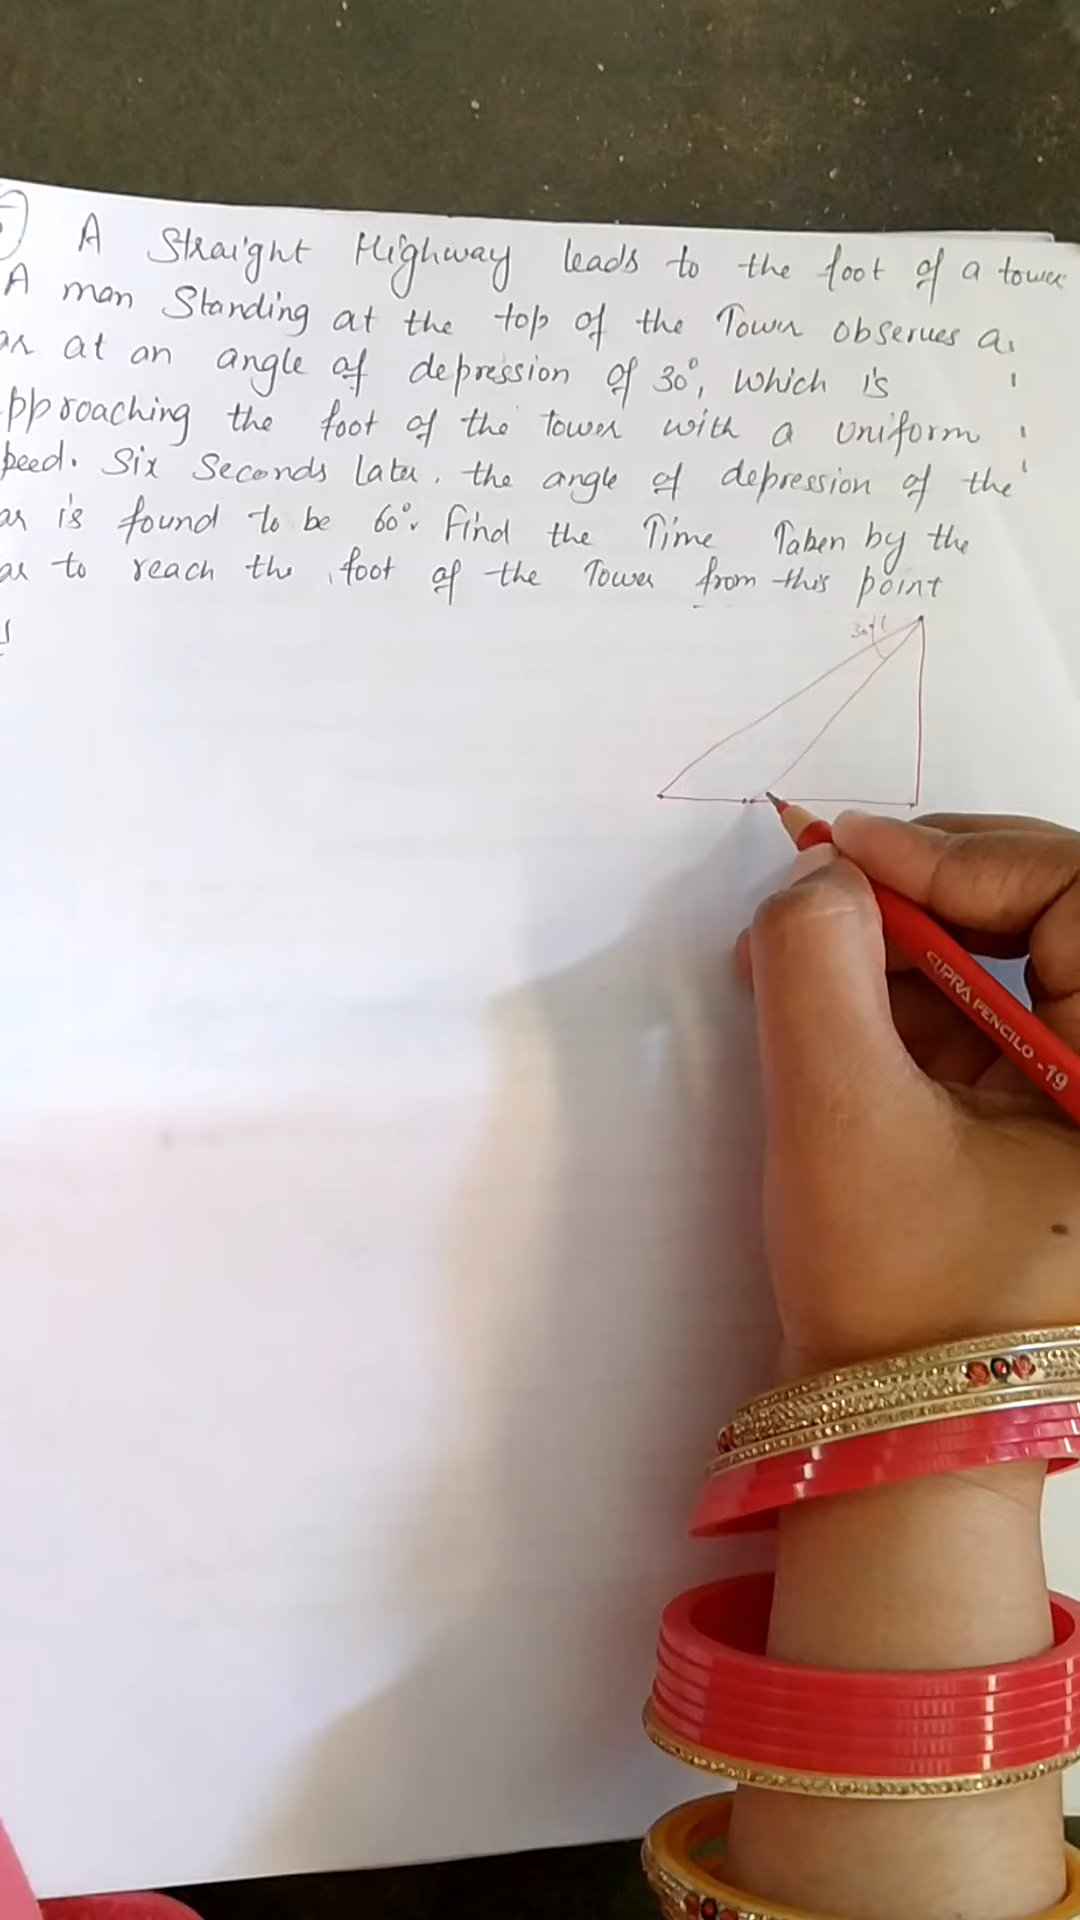 A Straight Highway leads to the foot of a tower
A man Standing at the top of the Tower observes a
ar at an angle of depression of 30°, which is
pproaching the foot of the tower with a uniform
peed. Six Seconds later, the angle of depression of the
ar is found to be 60°. Find the Time Taken by the
ar to reach the foot of the Tower from this point
30°
SUPRA PENCILO - 19